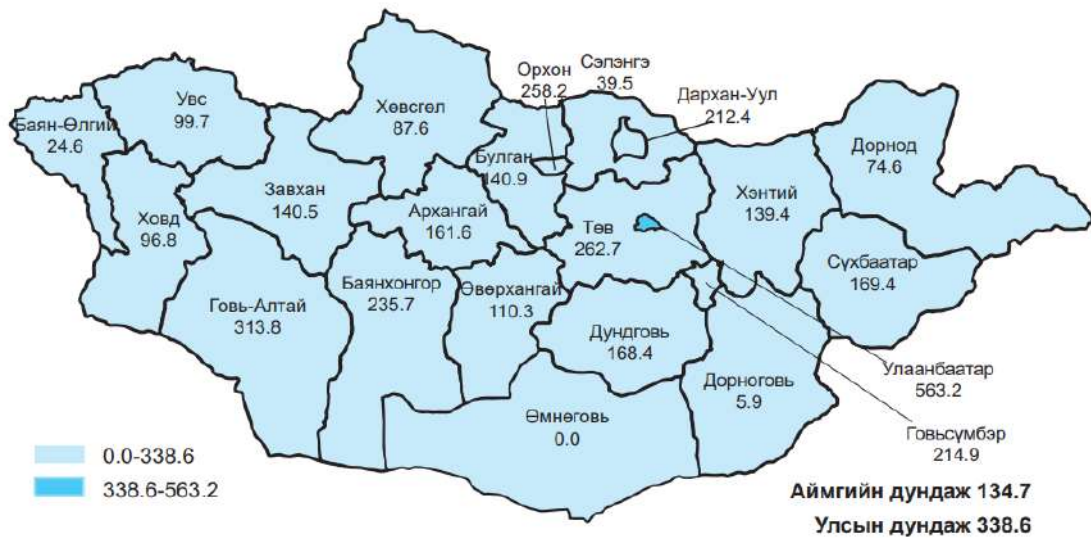 Орхон
258.2
Сэлэнгэ
39.5
Дархан-Уул
212.4
Увс
99.7
Хөвсгөл
87.6
Баян-Өлгий
24.6
Булган
140.9
Дорнод
74.6
Завхан
140.5
Хэнтий
139.4
Архангай
161.6
Ховд
96.8
Төв
262.7
Сүхбаатар
169.4
Баянхонгор
235.7
Өвөрхангай
110.3
Говь-Алтай
313.8
Дундговь
168.4
Улаанбаатар
563.2
Дорноговь
5.9
Өмнөговь
0.0
Говьсүмбэр
214.9
0.0-338.6
338.6-563.2
Аймгийн дундаж 134.7
Улсын дундаж 338.6